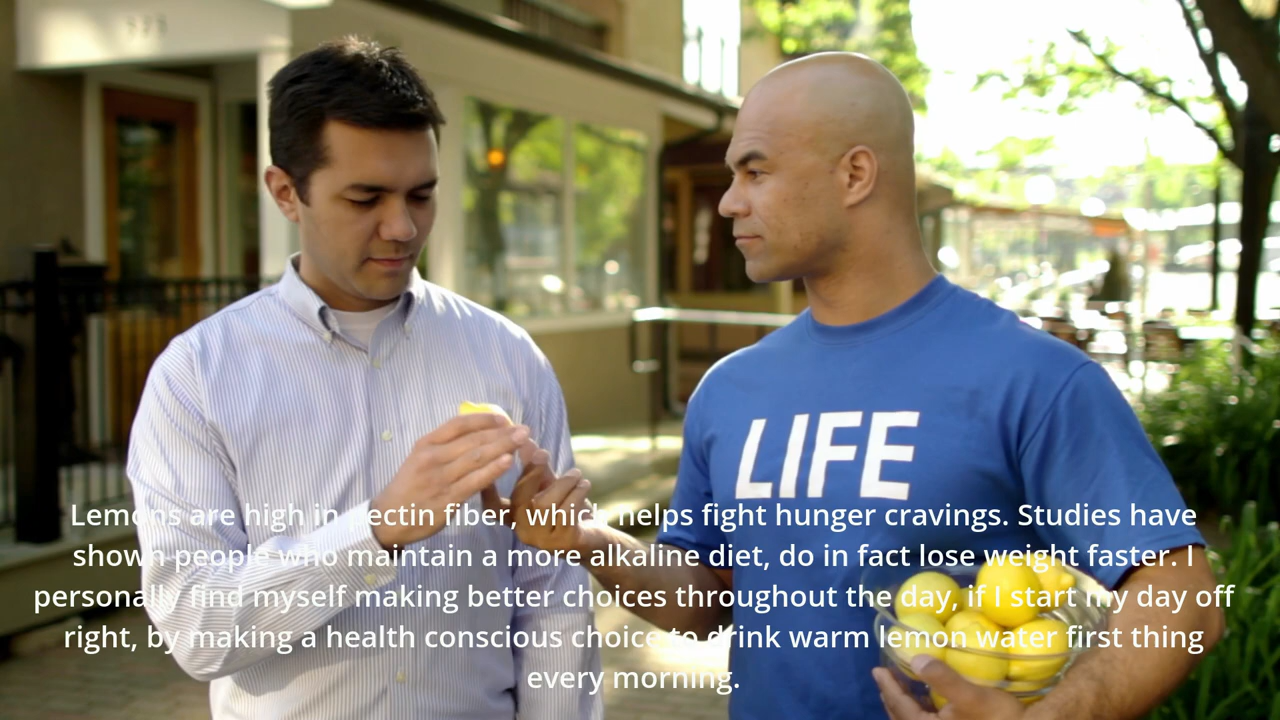 LIFE
Lemons are high in pectin fiber, which helps fight hunger cravings. Studies have
shown people who maintain a more alkaline diet, do in fact lose weight faster. I
personally find myself making better choices throughout the day, if I start my day off
right, by making a health conscious choice to drink warm lemon water first thing
every morning.